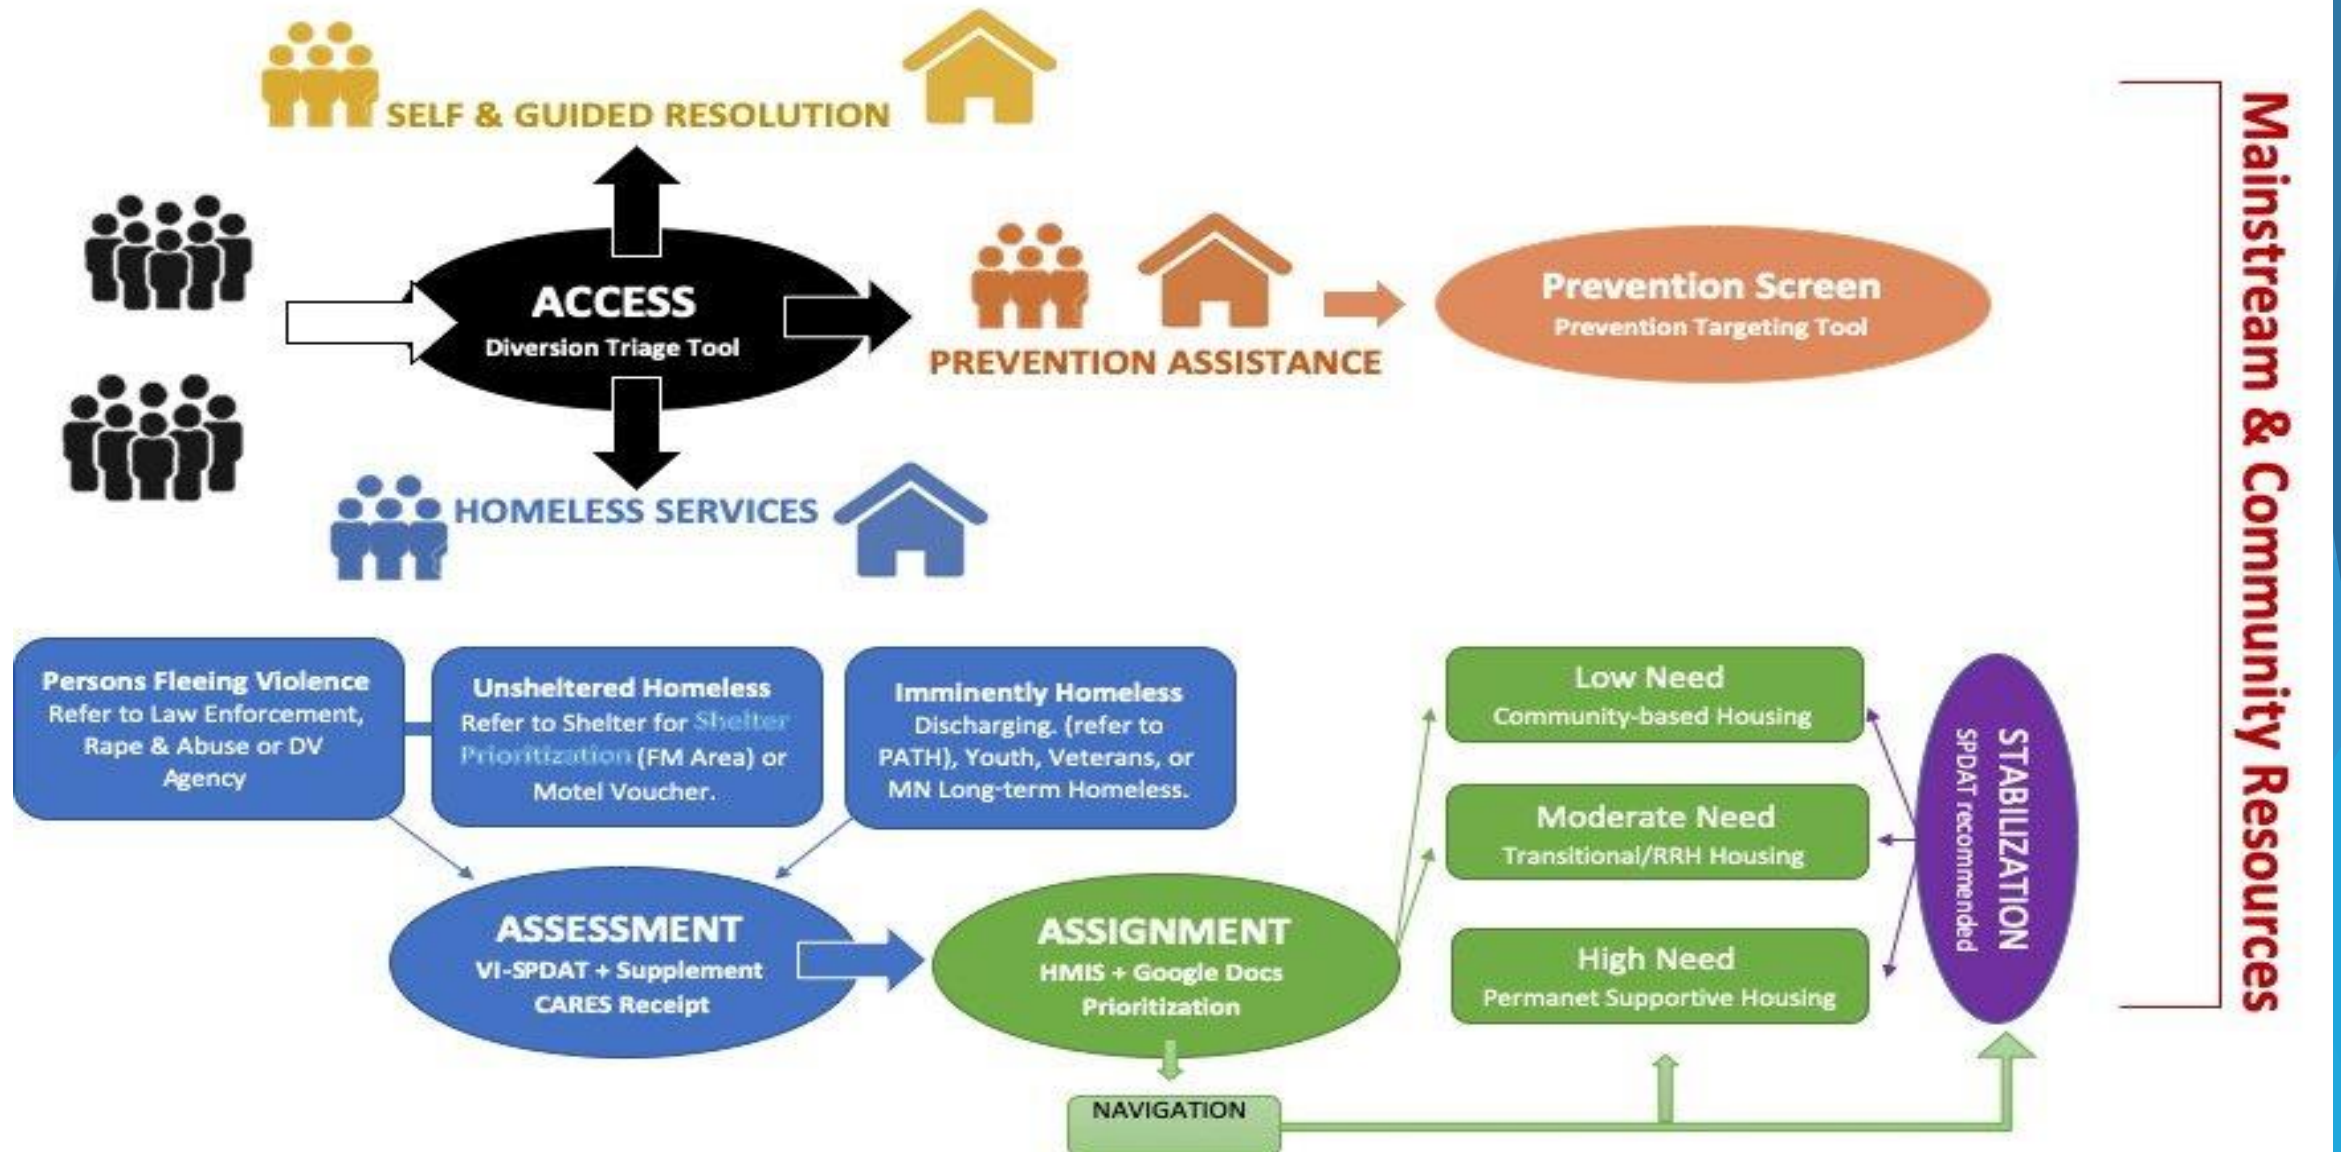 SELF & GUIDED RESOLUTION
ACCESS
Diversion Triage Tool
PREVENTION ASSISTANCE
Prevention Screen
Prevention Targeting Tool
HOMELESS SERVICES
Persons Fleeing Violence
Refer to Law Enforcement,
Rape & Abuse or DV
Agency
Unsheltered Homeless
Refer to Shelter for Shelter
Prioritization (FM Area) or
Motel Voucher.
Imminently Homeless
Discharging. (refer to
PATH), Youth, Veterans, or
MN Long-term Homeless.
ASSESSMENT
VI-SPDAT + Supplement
CARES Receipt
ASSIGNMENT
HMIS + Google Docs
Prioritization
NAVIGATION
Low Need
Community-based Housing
Moderate Need
Transitional/RRH Housing
High Need
Permanet Supportive Housing
STABILIZATION
SPDAT recommended
Mainstream & Community Resources